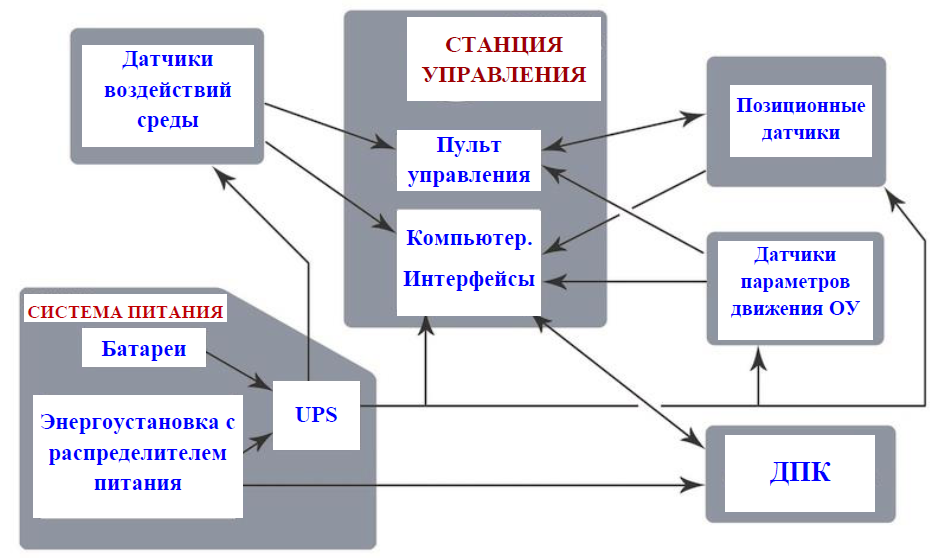 Датчики
воздействий
среды
СТАНЦИЯ
УПРАВЛЕНИЯ
Пульт
управления
Компьютер.
Интерфейсы
Позиционные
датчики
Датчики
параметров
движения ОУ
СИСТЕМА ПИТАНИЯ
Батареи
Энергоустановка с
распределителем
питания
UPS
ДПК